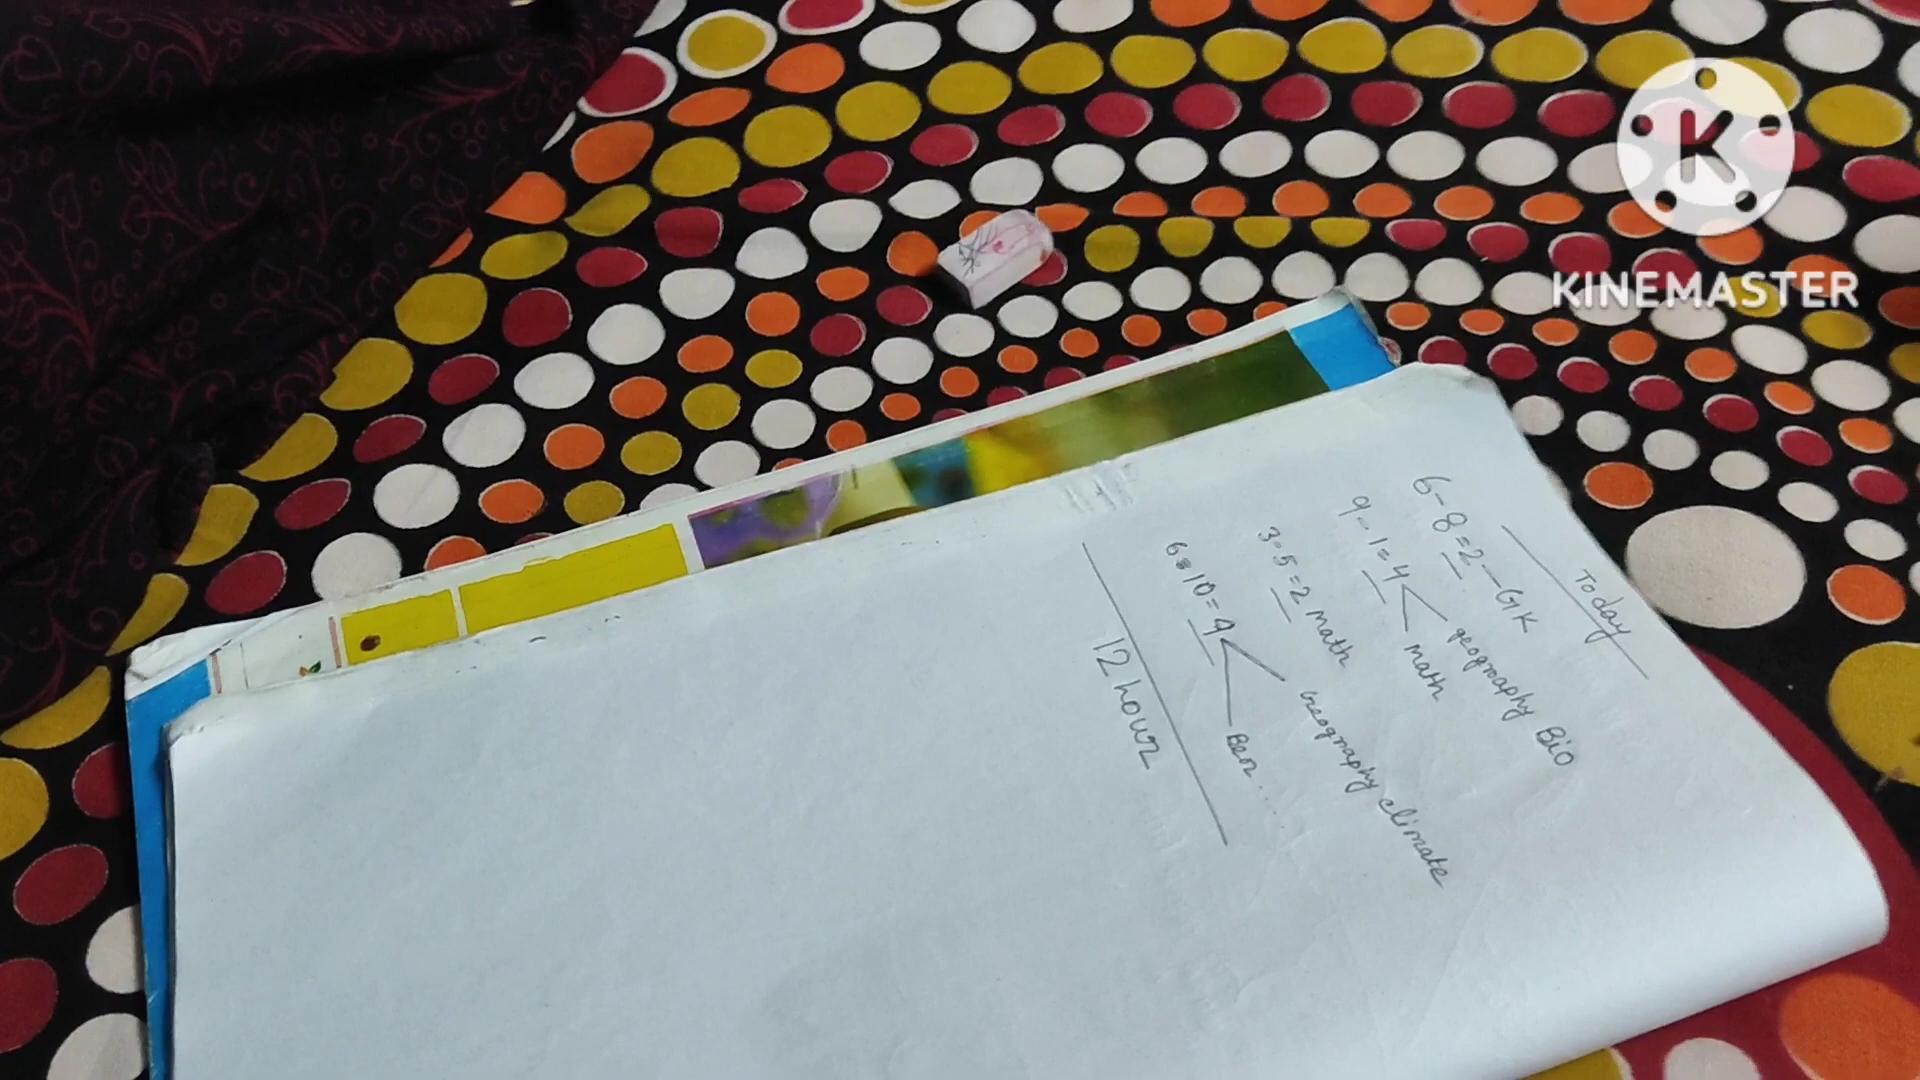 Today
6-8=2-GK
9-1=4 < geography Bio
Math
3-5=2 Math
6-10=4 < Geography climate
Ben....
12 hour
KINEMASTER